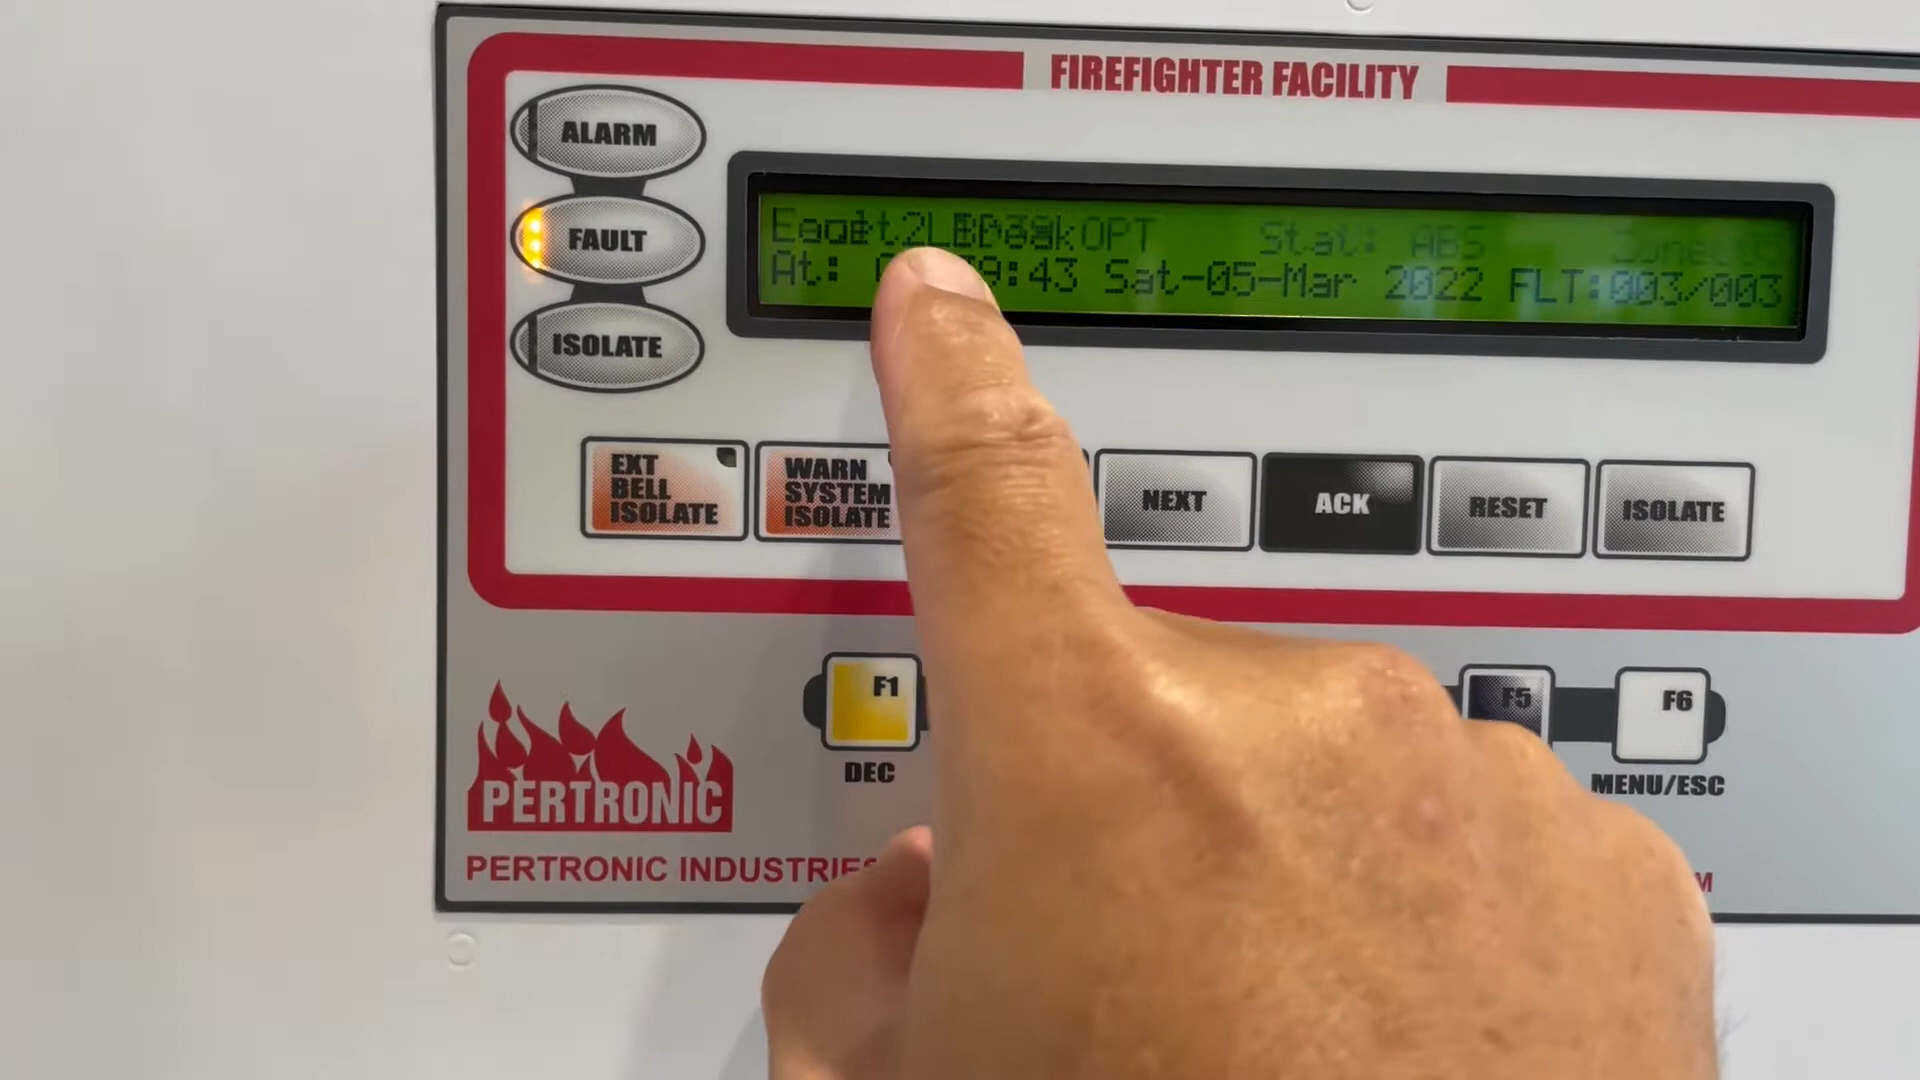 FIREFIGHTER FACILITY
ALARM
FAULT
ISOLATE
OPT Stat: ABS
At: 9:43 Sat-05-Mar 2022 FLT:003/003
EXT
BELL
ISOLATE
WARN
SYSTEM
ISOLATE
NEXT
ACK
RESET
ISOLATE
F1
F5
F6
DEC
MENU/ESC
PERTRONIC
PERTRONIC INDUSTRIES